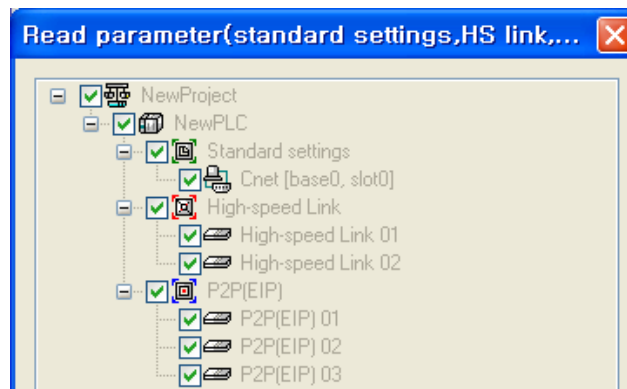 Read parameter(standard settings,HS link,...
NewProject
NewPLC
Standard settings
Cnet [base0, slot0]
High-speed Link
High-speed Link 01
High-speed Link 02
P2P(EIP)
P2P(EIP) 01
P2P(EIP) 02
P2P(EIP) 03